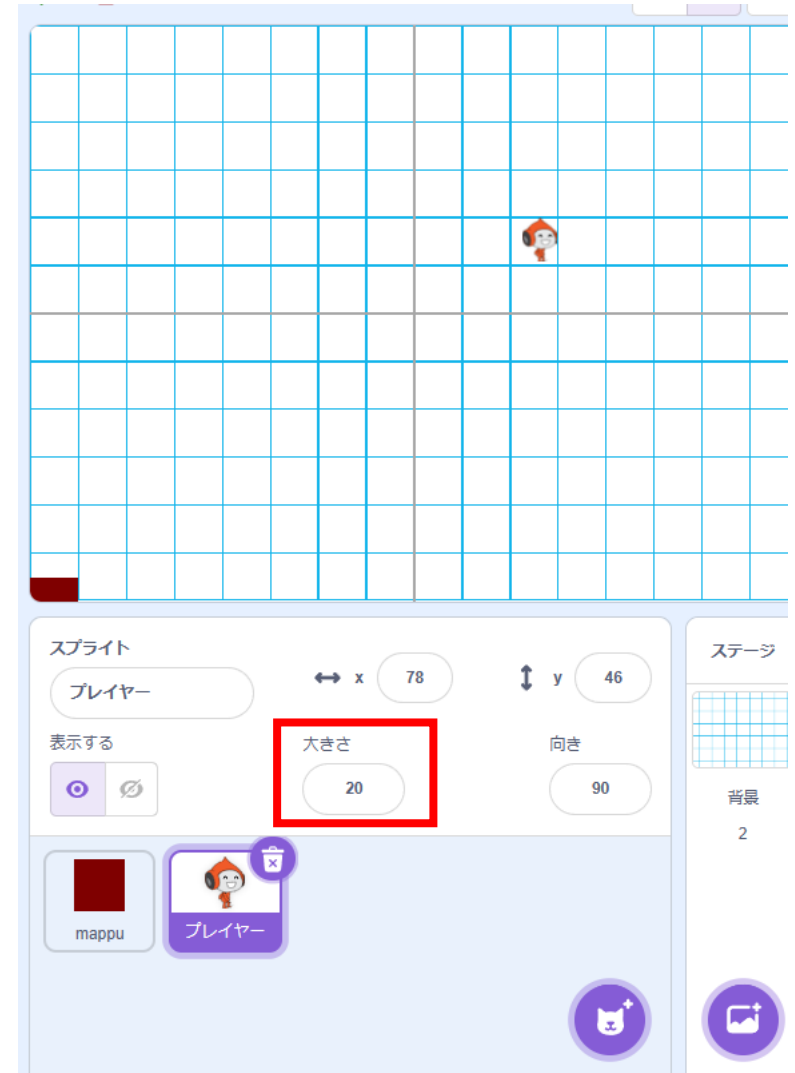 スプライト
プレイヤー
x 78
y 46
表示する
大きさ
20
向き
90
mappu
プレイヤー
ステージ
背景
2